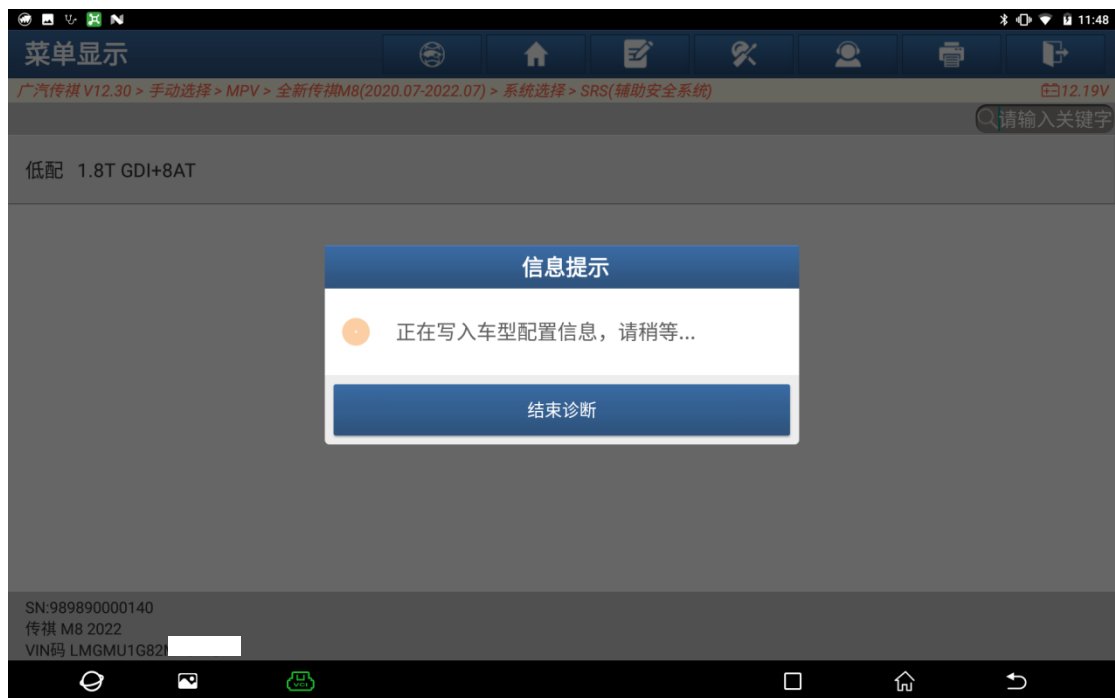 11:48
菜单显示
广汽传祺 V12.30 > 手动选择 > MPV > 全新传祺M8(2020.07-2022.07) > 系统选择 > SRS(辅助安全系统)
12.19V
请输入关键字
低配 1.8T GDI+8AT
信息提示
正在写入车型配置信息，请稍等...
结束诊断
SN:989890000140
传祺 M8 2022
VIN码 LMGMU1G82
VCI